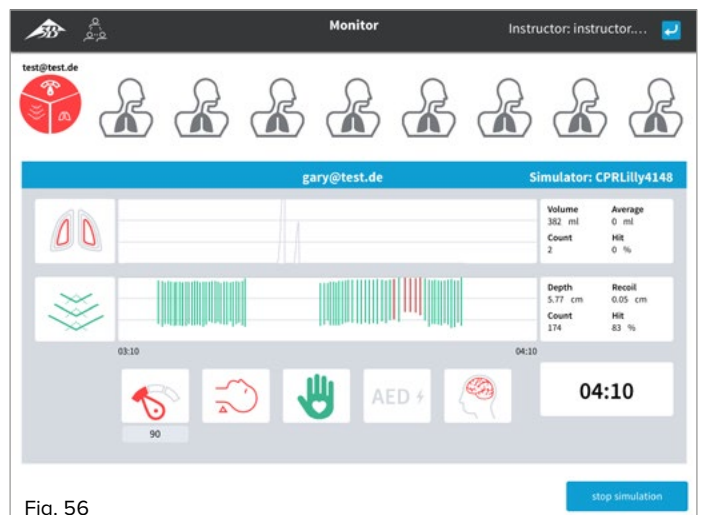 3B
Monitor
Instructor: instructor....
test@test.de
gary@test.de
Simulator: CPRLilly4148
Volume Average
382 ml 0 ml
Count Hit
2 0 %
Depth Recoil
5.77 cm 0.05 cm
Count Hit
174 83 %
03:10 04:10
AED
04:10
90
stop simulation
Fig. 56